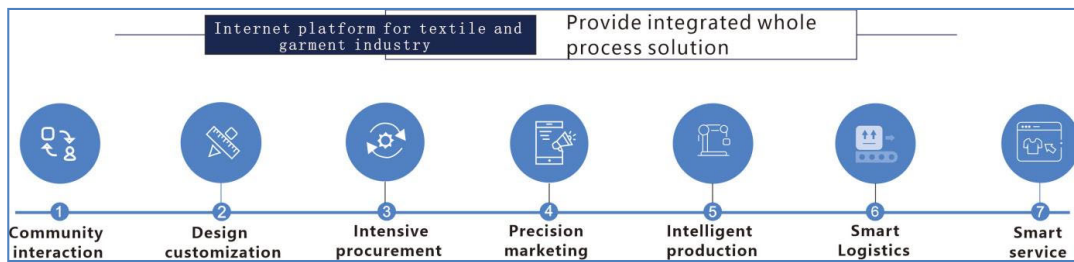 Internet platform for textile and
garment industry
Provide integrated whole
process solution
1
Community
interaction
2
Design
customization
3
Intensive
procurement
4
Precision
marketing
5
Intelligent
production
6
Smart
Logistics
7
Smart
service